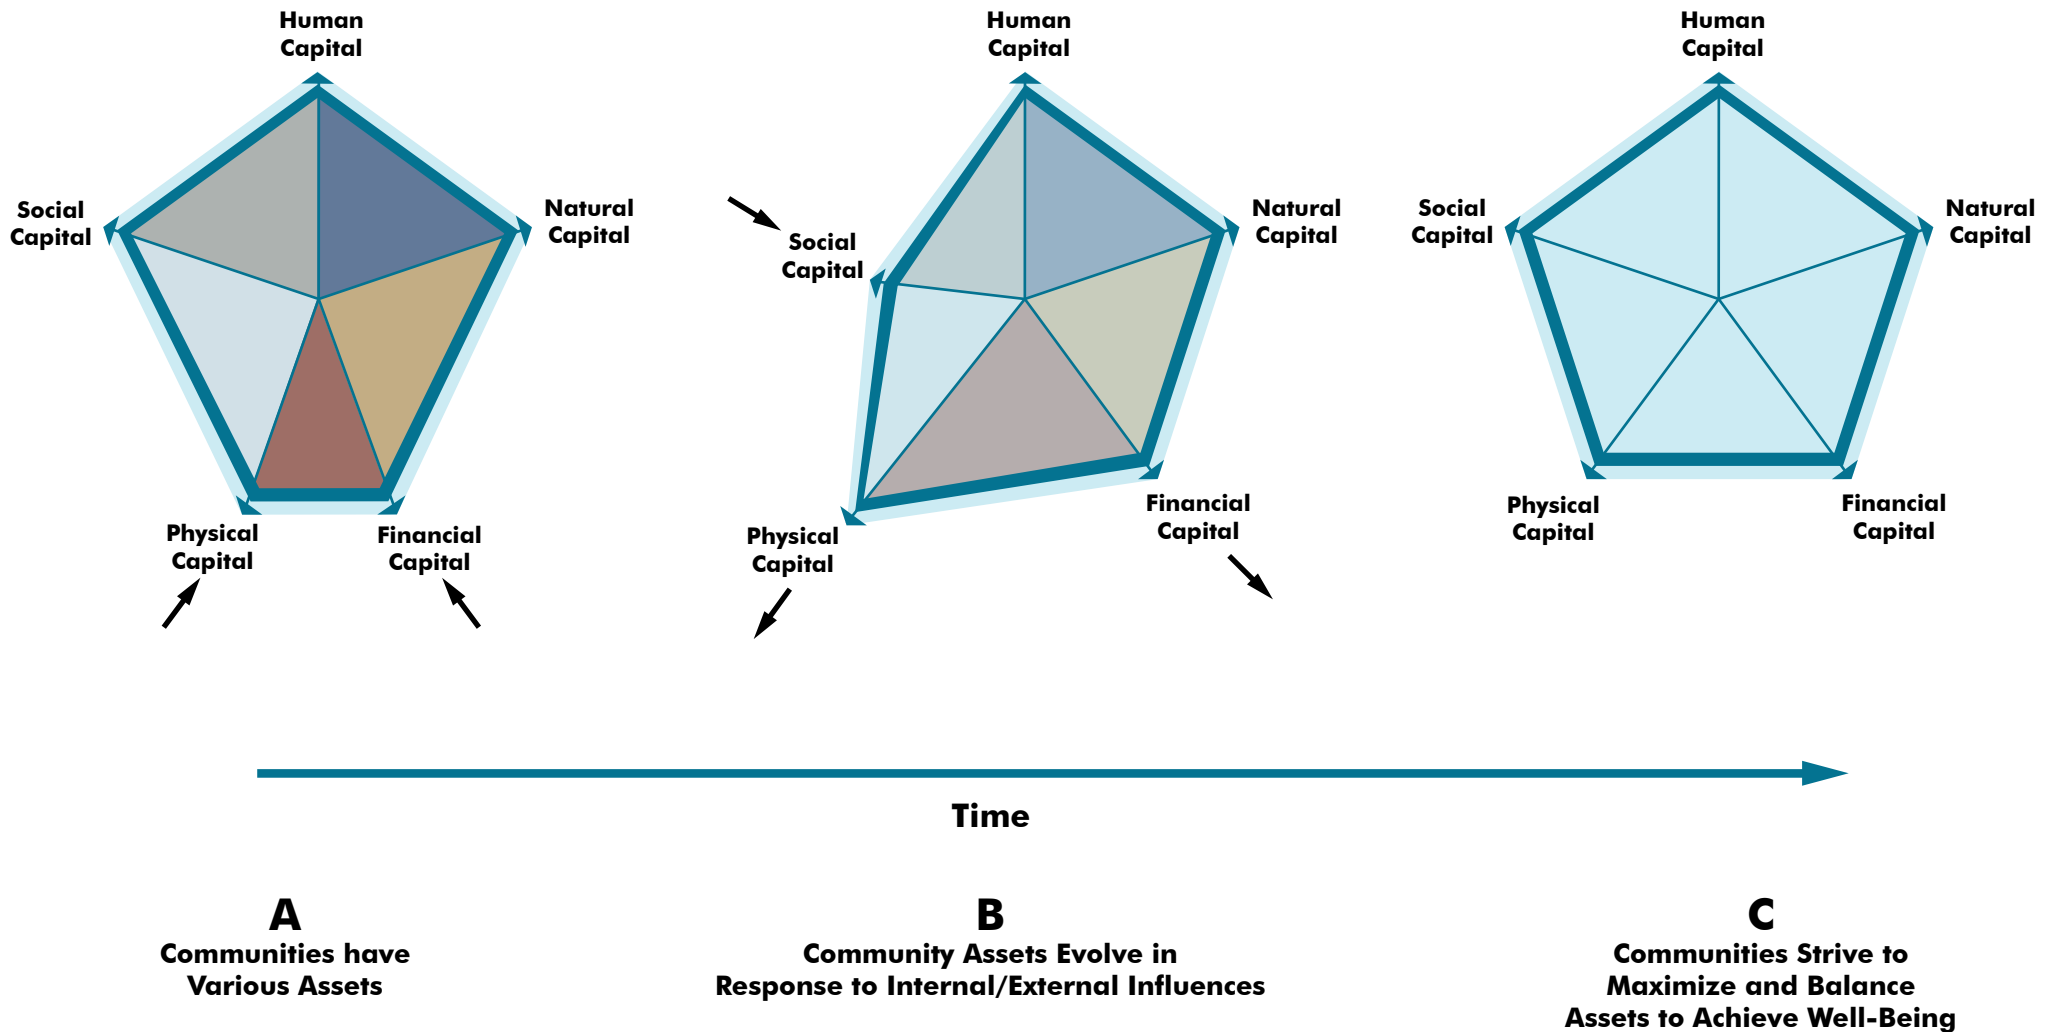 Human
Capital
Social
Capital
Natural
Capital
Physical
Capital
Financial
Capital
Human
Capital
Social
Capital
Natural
Capital
Physical
Capital
Financial
Capital
Human
Capital
Social
Capital
Natural
Capital
Physical
Capital
Financial
Capital
Time
A
Communities have
Various Assets
B
Community Assets Evolve in
Response to Internal/External Influences
C
Communities Strive to
Maximize and Balance
Assets to Achieve Well-Being